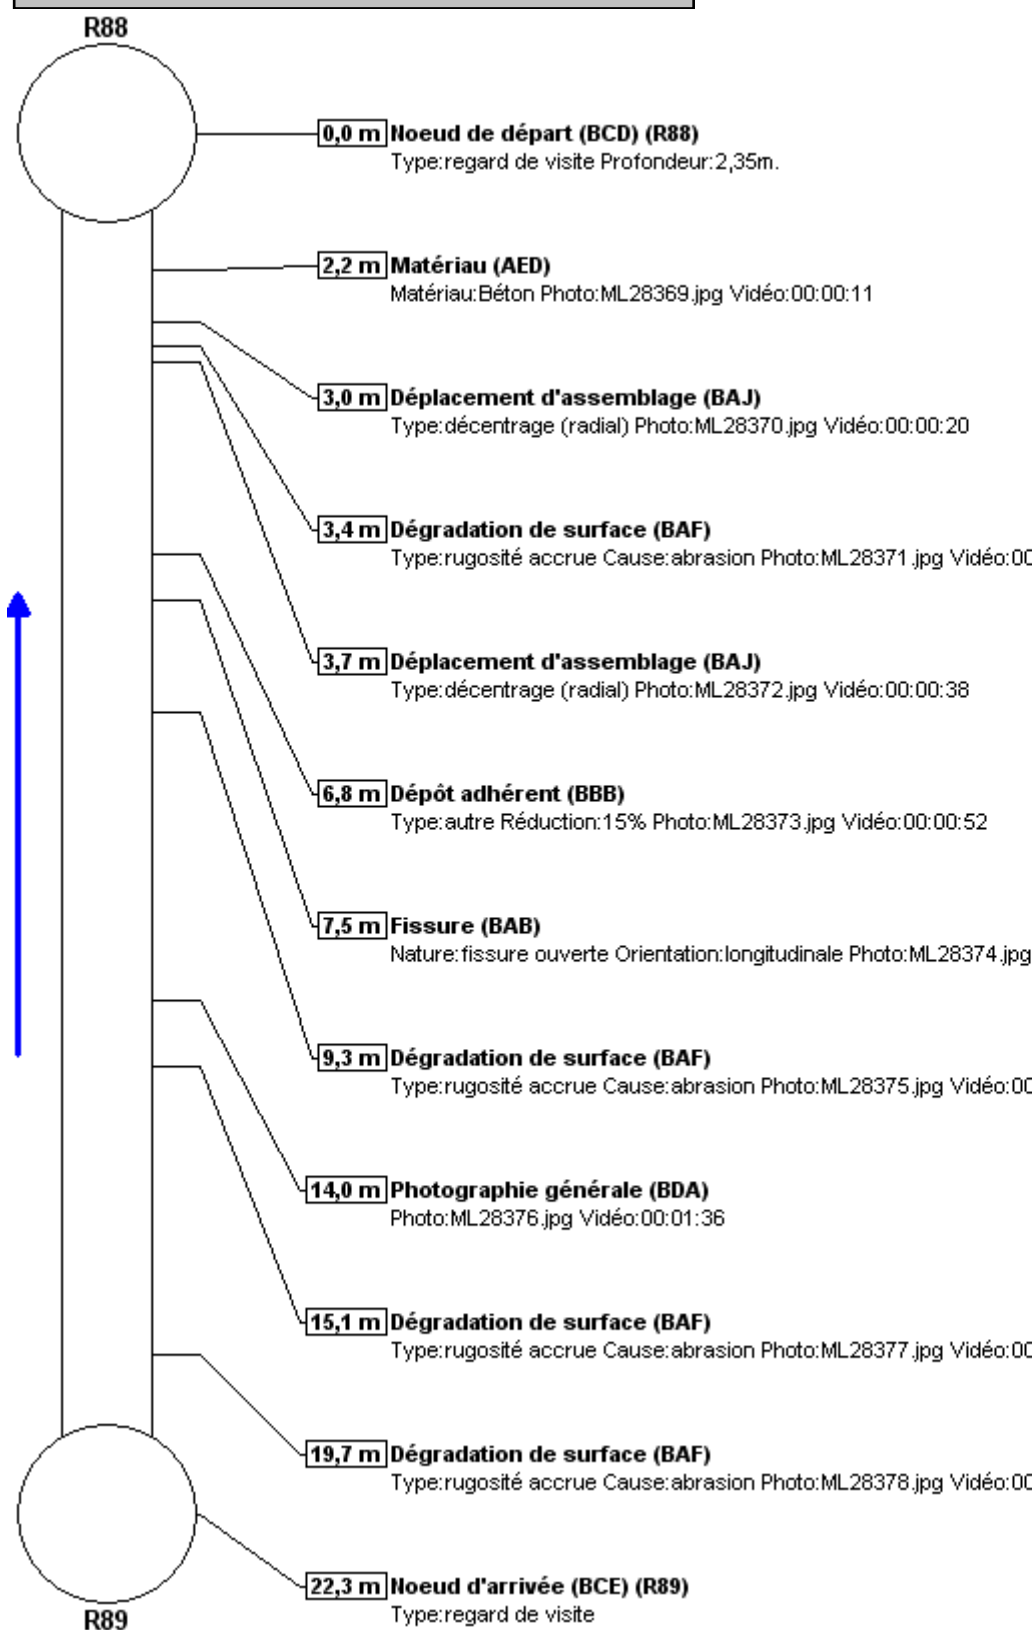 R88
0,0 m Noeud de départ (BCD) (R88)
Type:regard de visite Profondeur:2,35m.
2,2 m Matériau (AED)
Matériau:Béton Photo:ML28369.jpg Vidéo:00:00:11
3,0 m Déplacement d'assemblage (BAJ)
Type:décentrage (radial) Photo:ML28370.jpg Vidéo:00:00:20
3,4 m Dégradation de surface (BAF)
Type:rugosité accrue Cause:abrasion Photo:ML28371.jpg Vidéo:00
3,7 m Déplacement d'assemblage (BAJ)
Type:décentrage (radial) Photo:ML28372.jpg Vidéo:00:00:38
6,8 m Dépôt adhérent (BBB)
Type:autre Réduction:15% Photo:ML28373.jpg Vidéo:00:00:52
7,5 m Fissure (BAB)
Nature:fissure ouverte Orientation:longitudinale Photo:ML28374.jpg
9,3 m Dégradation de surface (BAF)
Type:rugosité accrue Cause:abrasion Photo:ML28375.jpg Vidéo:00
14,0 m Photographie générale (BDA)
Photo:ML28376.jpg Vidéo:00:01:36
15,1 m Dégradation de surface (BAF)
Type:rugosité accrue Cause:abrasion Photo:ML28377.jpg Vidéo:00
19,7 m Dégradation de surface (BAF)
Type:rugosité accrue Cause:abrasion Photo:ML28378.jpg Vidéo:00
22,3 m Noeud d'arrivée (BCE) (R89)
Type:regard de visite
R89